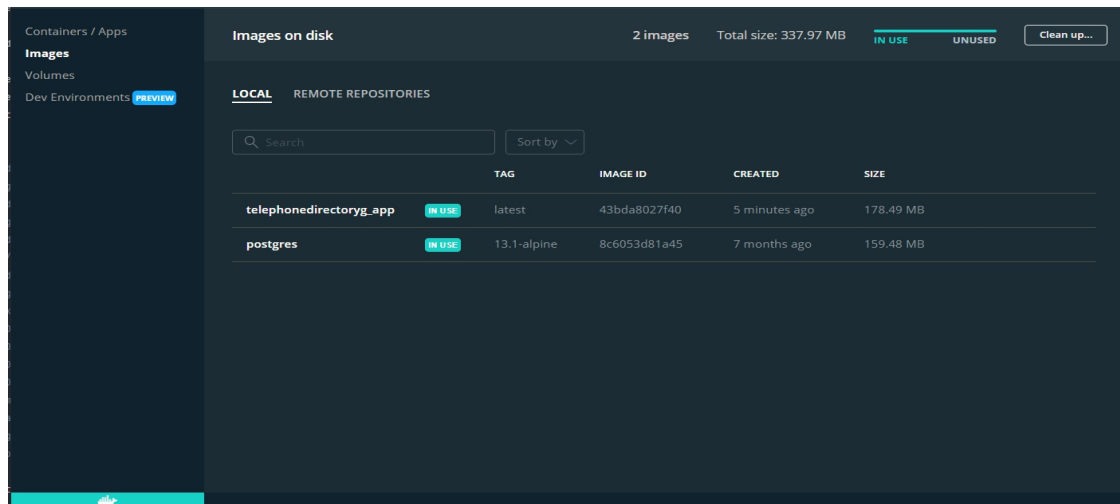 Containers / Apps
Images
Volumes
Dev Environments PREVIEW
Images on disk 2 images Total size: 337.97 MB IN USE UNUSED Clean up...
LOCAL REMOTE REPOSITORIES
Search Sort by
TAG IMAGE ID CREATED SIZE
telephonedirectoryg_app IN USE latest 43bda8027f40 5 minutes ago 178.49 MB
postgres IN USE 13.1-alpine 8c6053d81a45 7 months ago 159.48 MB